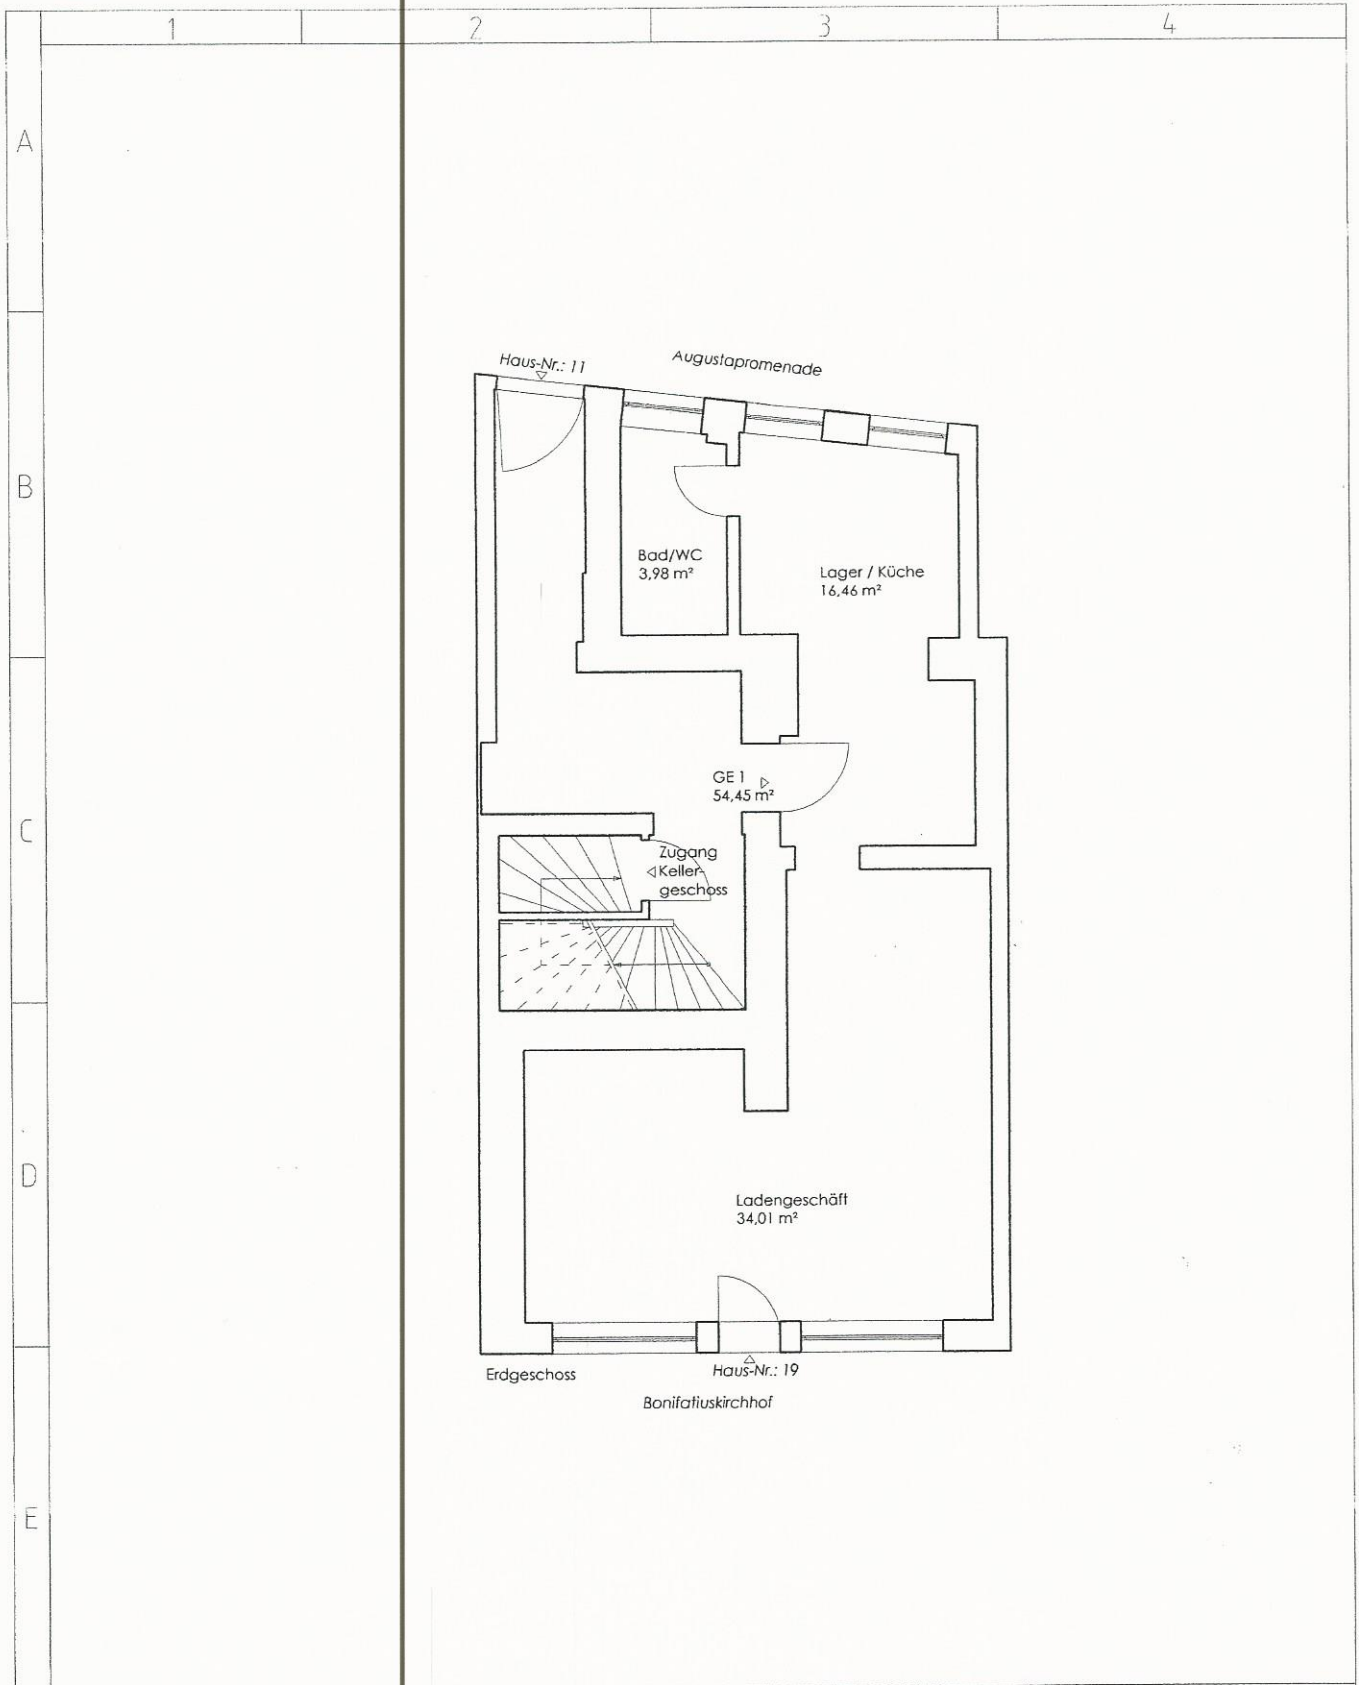 1
2
3
4
A
B
C
D
E
Haus-Nr.: 11
Augustapromenade
Bad/WC
3,98 m²
Lager / Küche
16,46 m²
GE 1
54,45 m²
Zugang
Keller-
geschoss
Ladengeschäft
34,01 m²
Erdgeschoss
Haus-Nr.: 19
Bonifatiuskirchhof